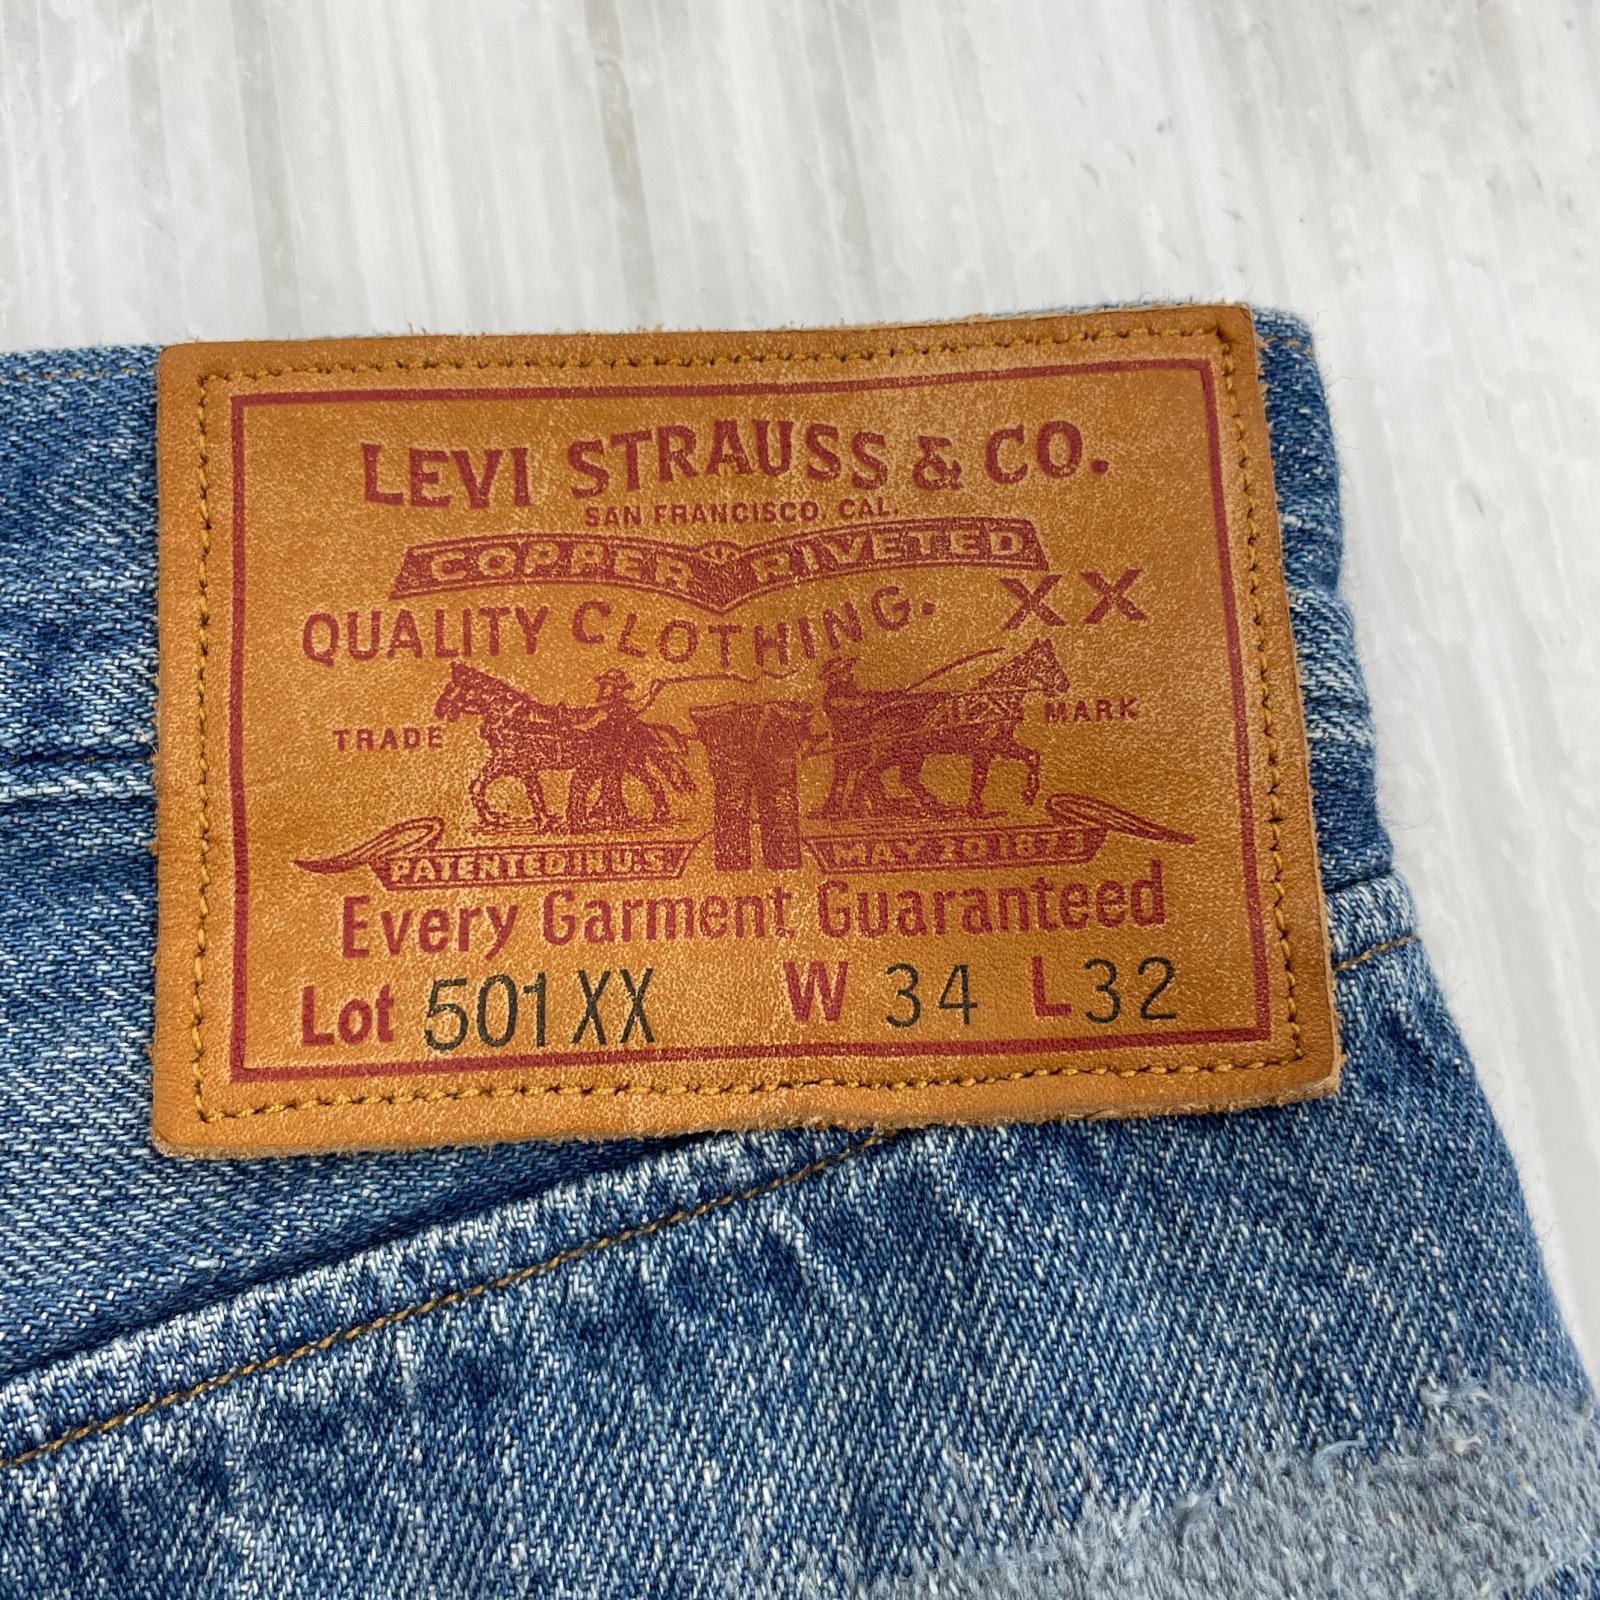 LEVI STRAUSS & CO.
SAN FRANCISCO, CAL.
COPPER RIVETED
QUALITY CLOTHING. XX
TRADE MARK
PATENTED IN U.S. MAY 20 1873
Every Garment Guaranteed
Lot 501XX W 34 L 32